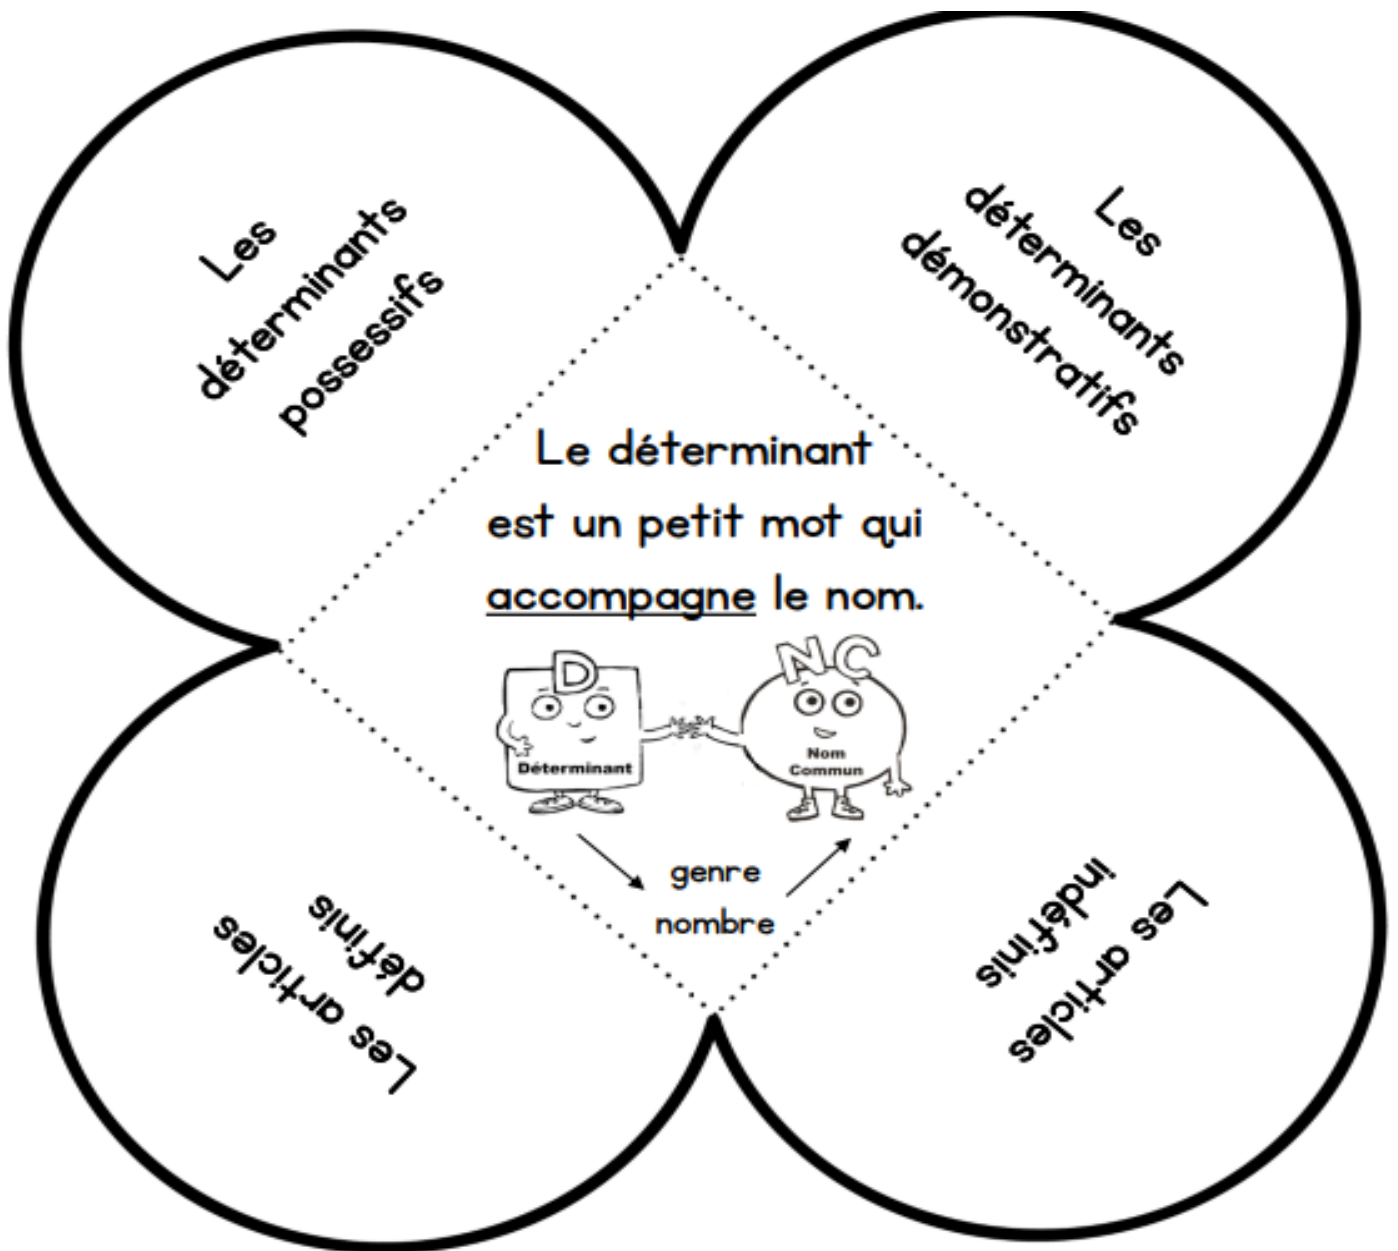 Les
déterminants
possessifs
Les
déterminants
démonstratifs
Le déterminant
est un petit mot qui
accompagne le nom.
D
Déterminant
NC
Nom
Commun
genre
nombre
Les articles
définis
Les articles
indéfinis